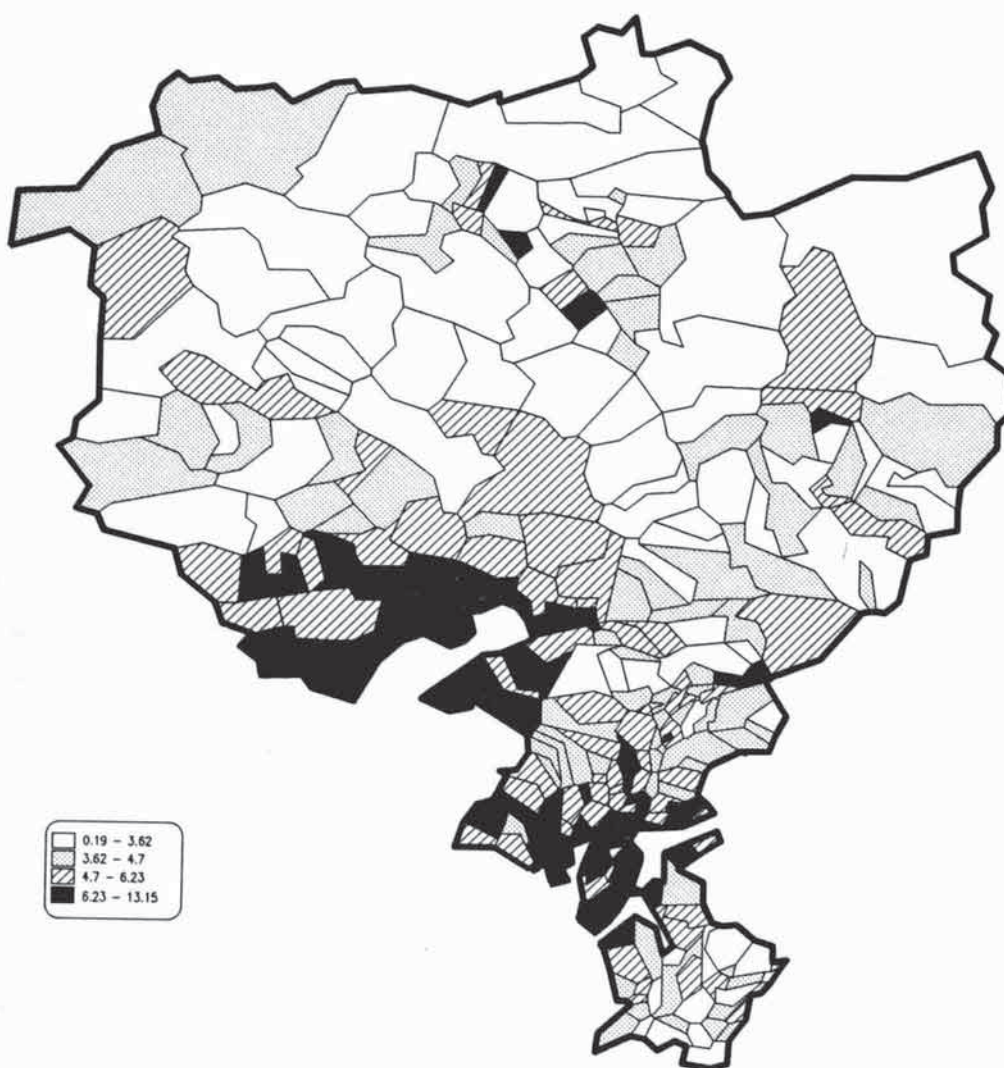 0.19 – 3.62
3.62 – 4.7
4.7 – 6.23
6.23 – 13.15